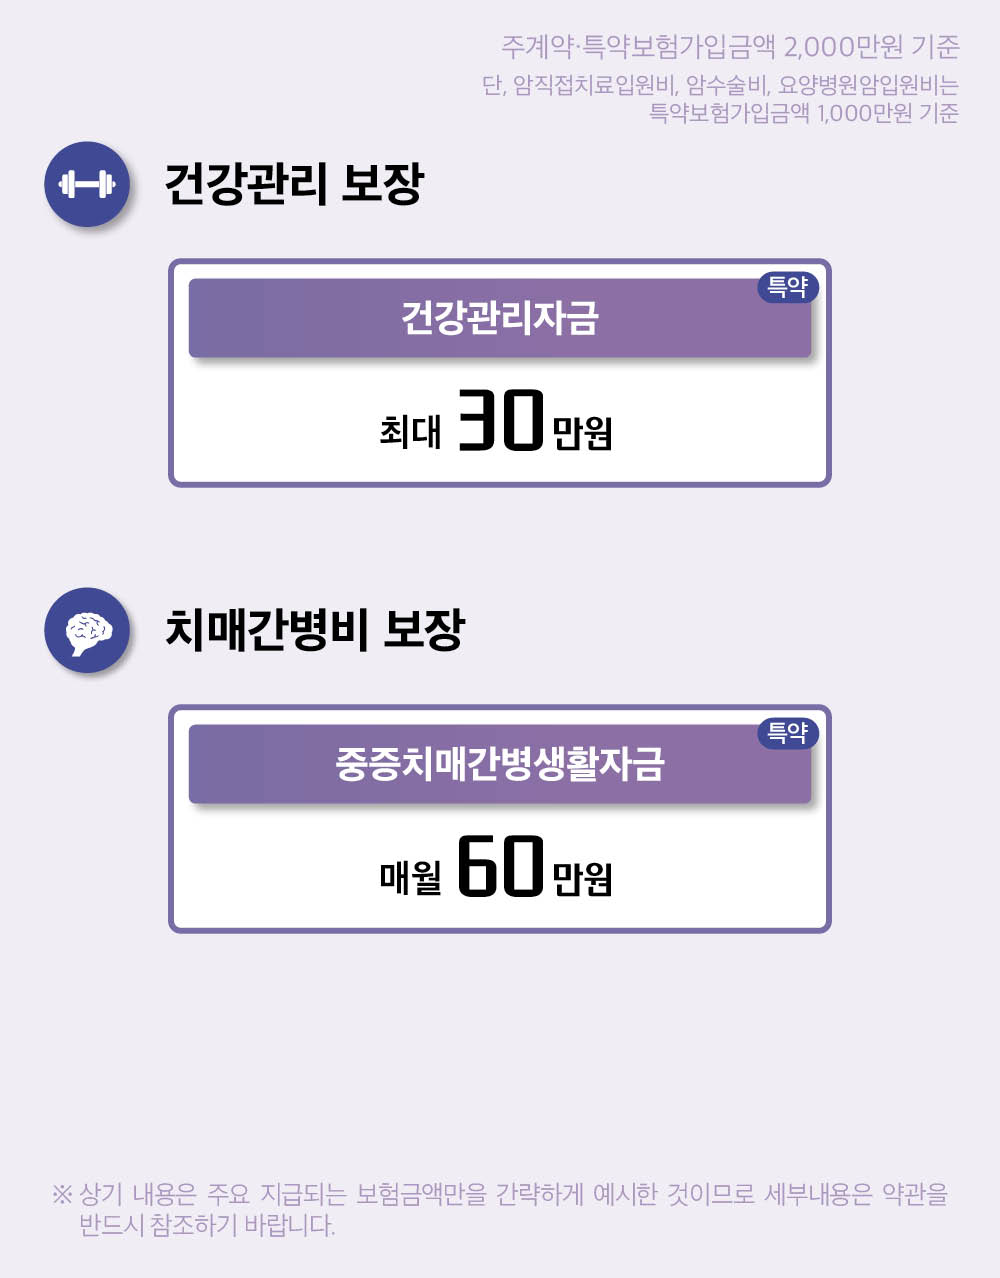 주계약·특약보험가입금액 2,000만원 기준
단, 암직접치료입원비, 암수술비, 요양병원암입원비는
특약보험가입금액 1,000만원 기준
건강관리 보장
특약
건강관리자금
최대 30만원
치매간병비 보장
특약
중증치매간병생활자금
매월 60만원
※ 상기 내용은 주요 지급되는 보험금액만을 간략하게 예시한 것이므로 세부내용은 약관을
반드시 참조하기 바랍니다.